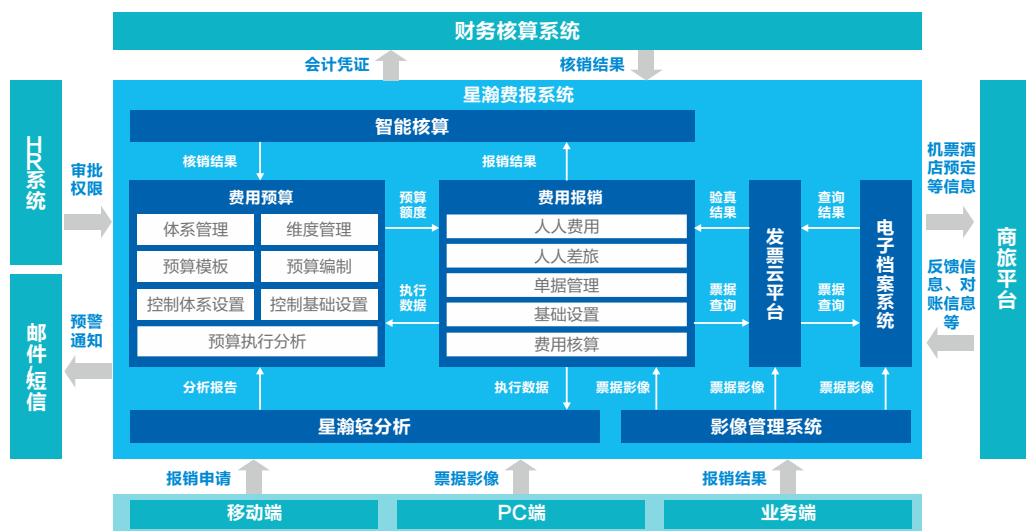 财务核算系统
会计凭证
核销结果
星瀚费报系统
智能核算
核销结果
报销结果
HR系统
审批
权限
邮件/短信
预警
通知
费用预算
体系管理
维度管理
预算模板
预算编制
控制体系设置
控制基础设置
预算执行分析
预算
额度
执行
数据
费用报销
人人费用
人人差旅
单据管理
基础设置
费用核算
验真
结果
票据
查询
发票云平台
查询
结果
票据
查询
电子档案系统
机票酒
店预定
等信息
反馈信
息、对
账信息
等
商旅平台
分析报告
执行数据
票据影像
票据影像
票据影像
星瀚轻分析
影像管理系统
报销申请
票据影像
报销结果
移动端
PC端
业务端